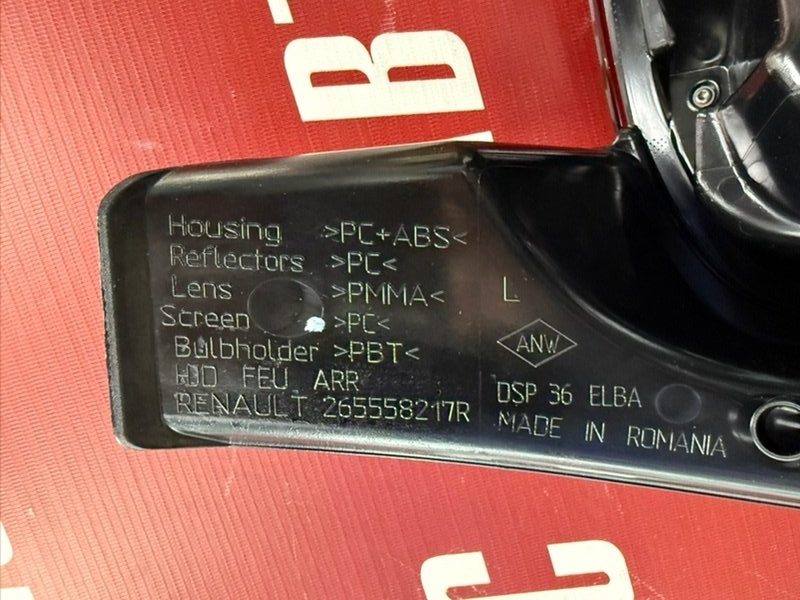 Housing >PC+ABS<
Reflectors >PC<
Lens >PMMA<
Screen >PC<
Bulbholder >PBT<
HJD FEU ARR
RENAULT 265558217R
L
ANW
DSP 36 ELBA
MADE IN ROMANIA
B
C